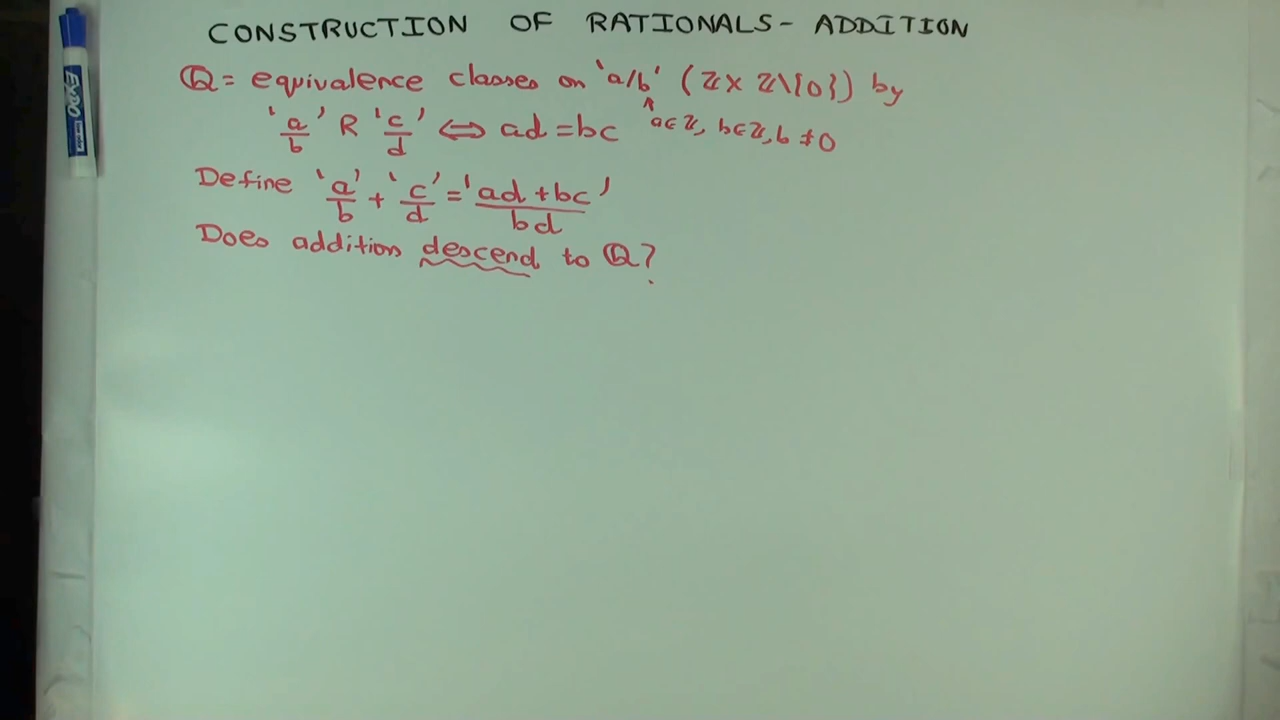 CONSTRUCTION OF RATIONALS - ADDITION
ℚ = equivalence classes on 'a/b' (ℤ × ℤ\{0}) by
'a/b' R 'c/d' ⟺ ad = bc a∈ℤ, b∈ℤ, b ≠ 0
Define 'a/b' + 'c/d' = '(ad + bc)/bd'
Does addition descend to ℚ?
EXPO